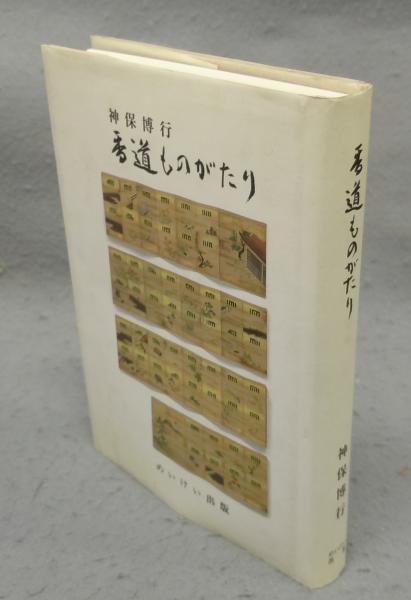 神保博行
香道ものがたり
めいけい出版
香道ものがたり
神保博行